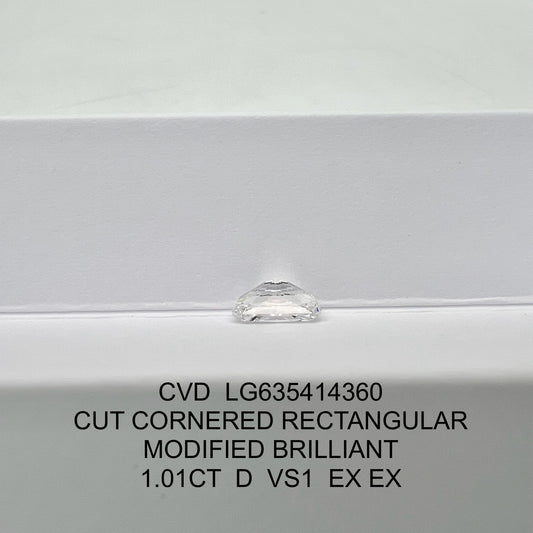 CVD LG635414360
CUT CORNERED RECTANGULAR
MODIFIED BRILLIANT
1.01CT D VS1 EX EX